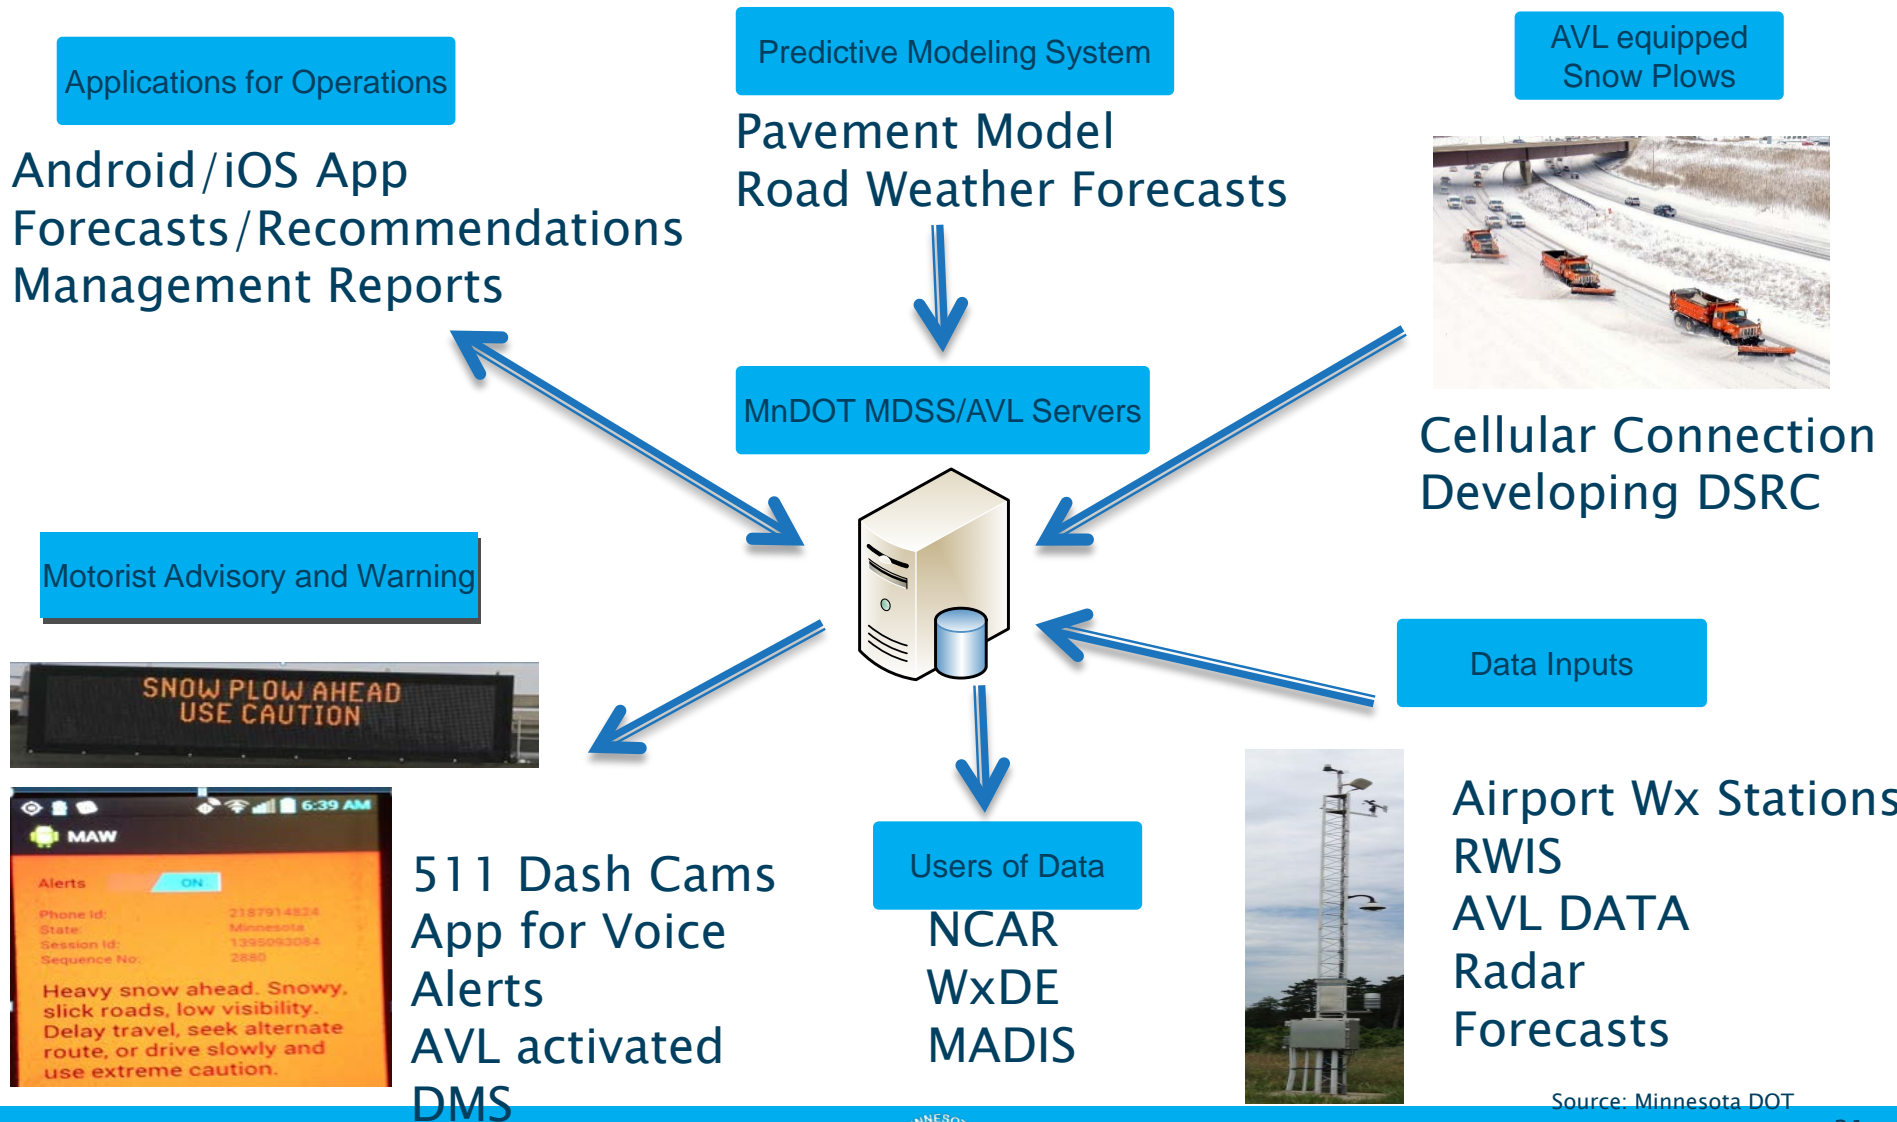 Applications for Operations
Android/iOS App
Forecasts/Recommendations
Management Reports
Predictive Modeling System
Pavement Model
Road Weather Forecasts
AVL equipped
Snow Plows
Cellular Connection
Developing DSRC
MnDOT MDSS/AVL Servers
Motorist Advisory and Warning
SNOW PLOW AHEAD
USE CAUTION
6:39 AM
MAW
Alerts ON
Phone Id: 2187914824
State: Minnesota
Session Id: 1395093084
Sequence No: 2880
Heavy snow ahead. Snowy,
slick roads, low visibility.
Delay travel, seek alternate
route, or drive slowly and
use extreme caution.
511 Dash Cams
App for Voice
Alerts
AVL activated
DMS
Users of Data
NCAR
WxDE
MADIS
Data Inputs
Airport Wx Stations
RWIS
AVL DATA
Radar
Forecasts
Source: Minnesota DOT